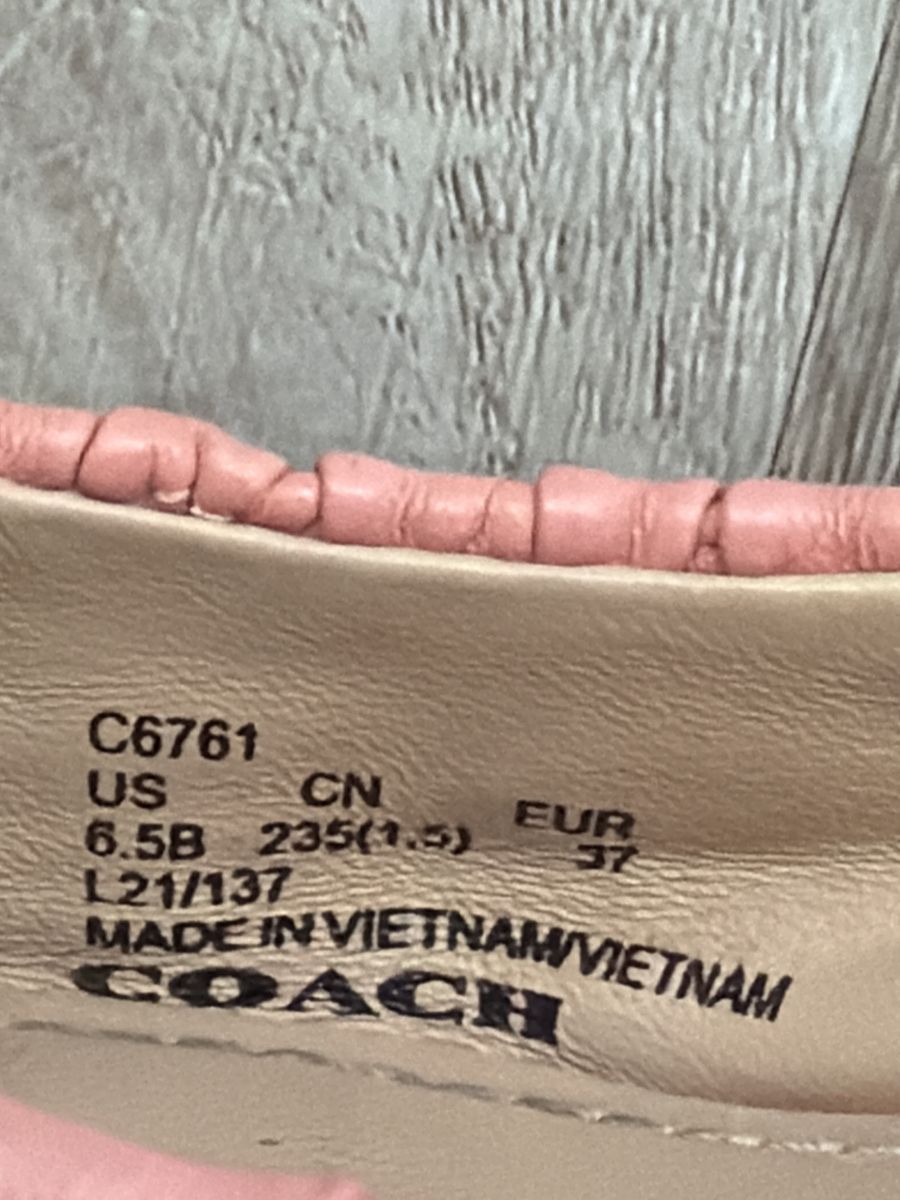 C6761
US CN EUR
6.5B 235(1.5) 37
L21/137
MADE IN VIETNAM/VIETNAM
COACH